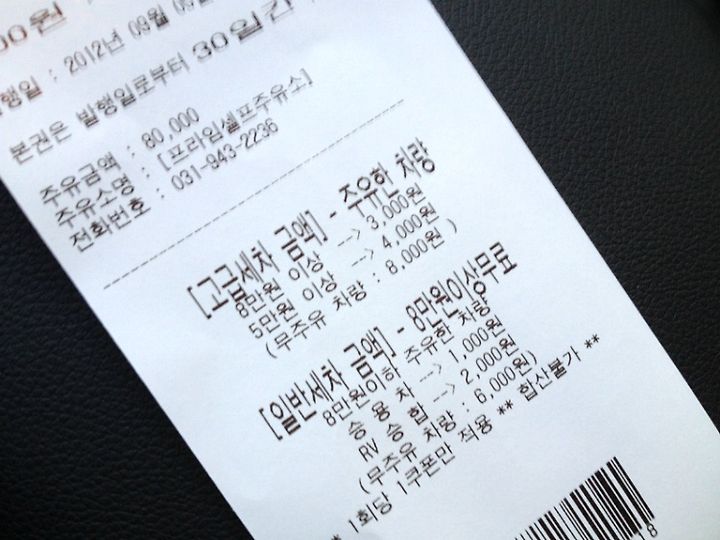 00원
행일 : 2012년 09월
본권은 발행일로부터 30일간
주유금액 : 80,000
주유소명 : [프라임셀프주유소]
전화번호 : 031-943-2236
[고급세차 금액] - 주유한 차량
8만원 이상 --> 3,000원
5만원 이상 --> 4,000원
(무주유 차량 : 8,000원 )
[일반세차 금액] - 8만원이상무료
8만원이하 주유한 차량
승 용 차 --> 1,000원
RV 승 합 --> 2,000원
(무주유 차량 : 6,000원)
* 1회당 1쿠폰만 적용 ** 합산불가 **
18